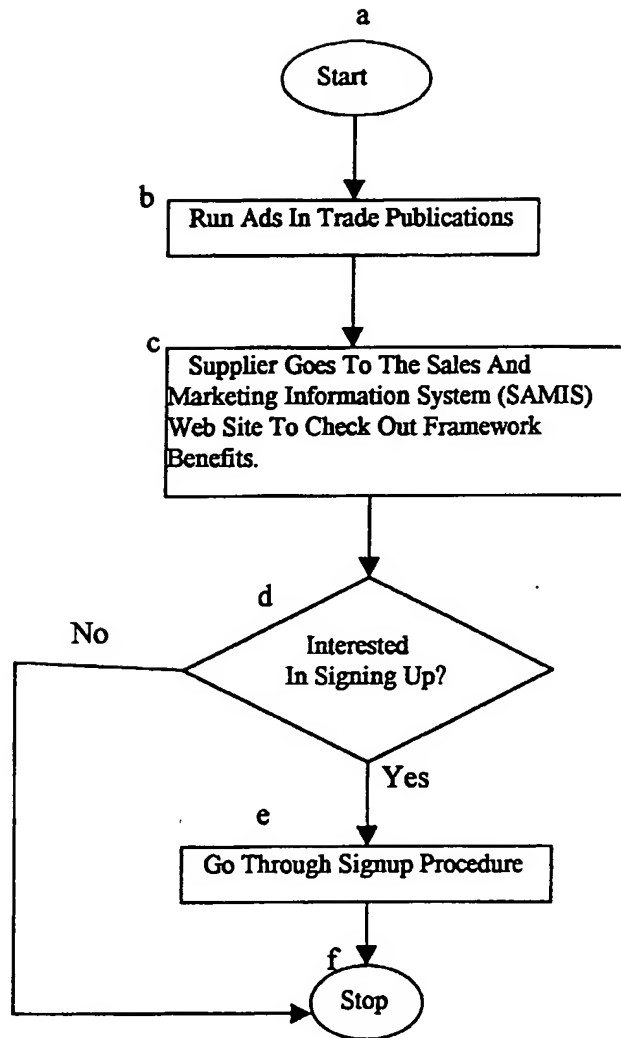 a
Start
b
Run Ads In Trade Publications
c
Supplier Goes To The Sales And
Marketing Information System (SAMIS)
Web Site To Check Out Framework
Benefits.
d
No
Interested
In Signing Up?
Yes
e
Go Through Signup Procedure
f
Stop